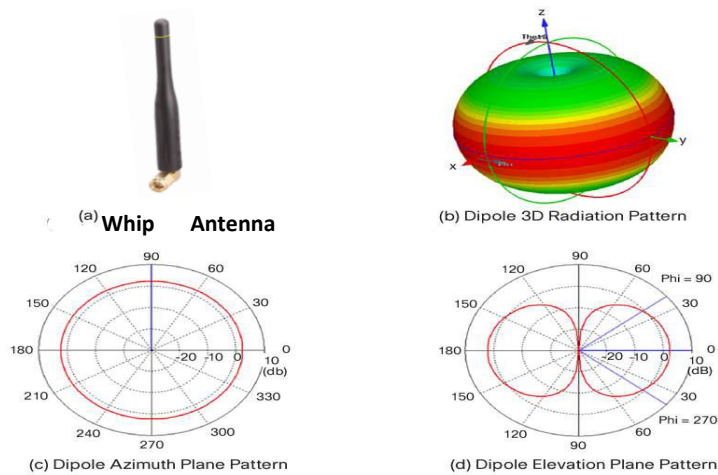 z
Theta
y
x
Phi
(a) Whip Antenna
(b) Dipole 3D Radiation Pattern
90
120
60
150
30
180
-20
-10
0
10
0
(db)
210
330
240
300
270
(c) Dipole Azimuth Plane Pattern
90
120
60
Phi = 90
150
30
180
-20
-10
0
10
0
(dB)
150
30
120
60
Phi = 270
90
(d) Dipole Elevation Plane Pattern